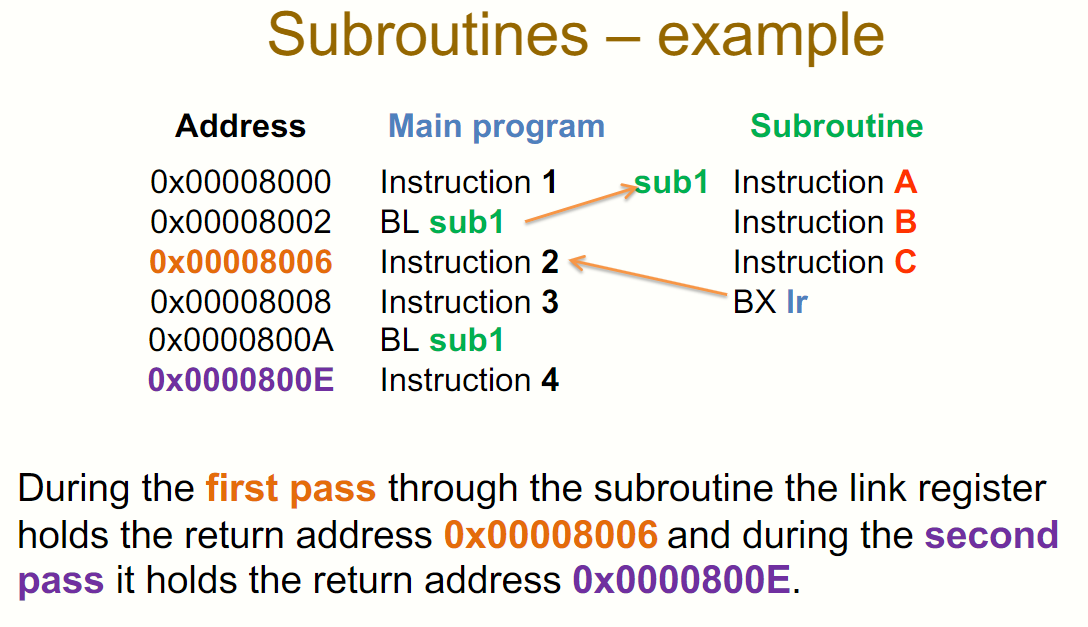 Subroutines – example
Address Main program Subroutine
0x00008000 Instruction 1 sub1 Instruction A
0x00008002 BL sub1 Instruction B
0x00008006 Instruction 2 Instruction C
0x00008008 Instruction 3 BX lr
0x0000800A BL sub1
0x0000800E Instruction 4
During the first pass through the subroutine the link register
holds the return address 0x00008006 and during the second
pass it holds the return address 0x0000800E.